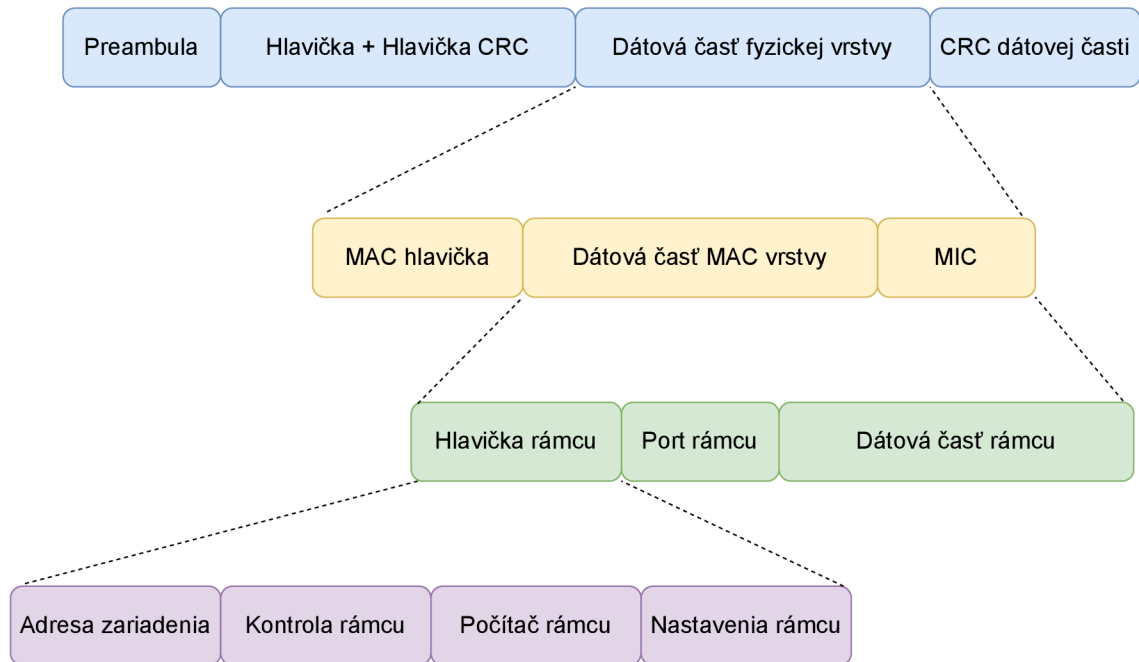 Preambula
Hlavička + Hlavička CRC
Dátová časť fyzickej vrstvy
CRC dátovej časti
MAC hlavička
Dátová časť MAC vrstvy
MIC
Hlavička rámcu
Port rámcu
Dátová časť rámcu
Adresa zariadenia
Kontrola rámcu
Počítač rámcu
Nastavenia rámcu